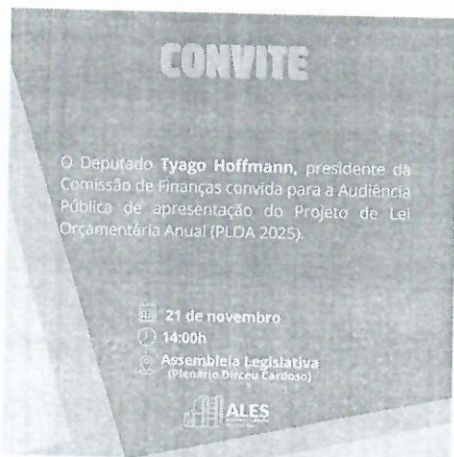 CONVITE
O Deputado Tyago Hoffmann, presidente da
Comissão de Finanças convida para a Audiência
Pública de apresentação do Projeto de Lei
Orçamentária Anual (PLOA 2025).
21 de novembro
14:00h
Assembleia Legislativa
(Plenário Dirceu Cardoso)
ALES